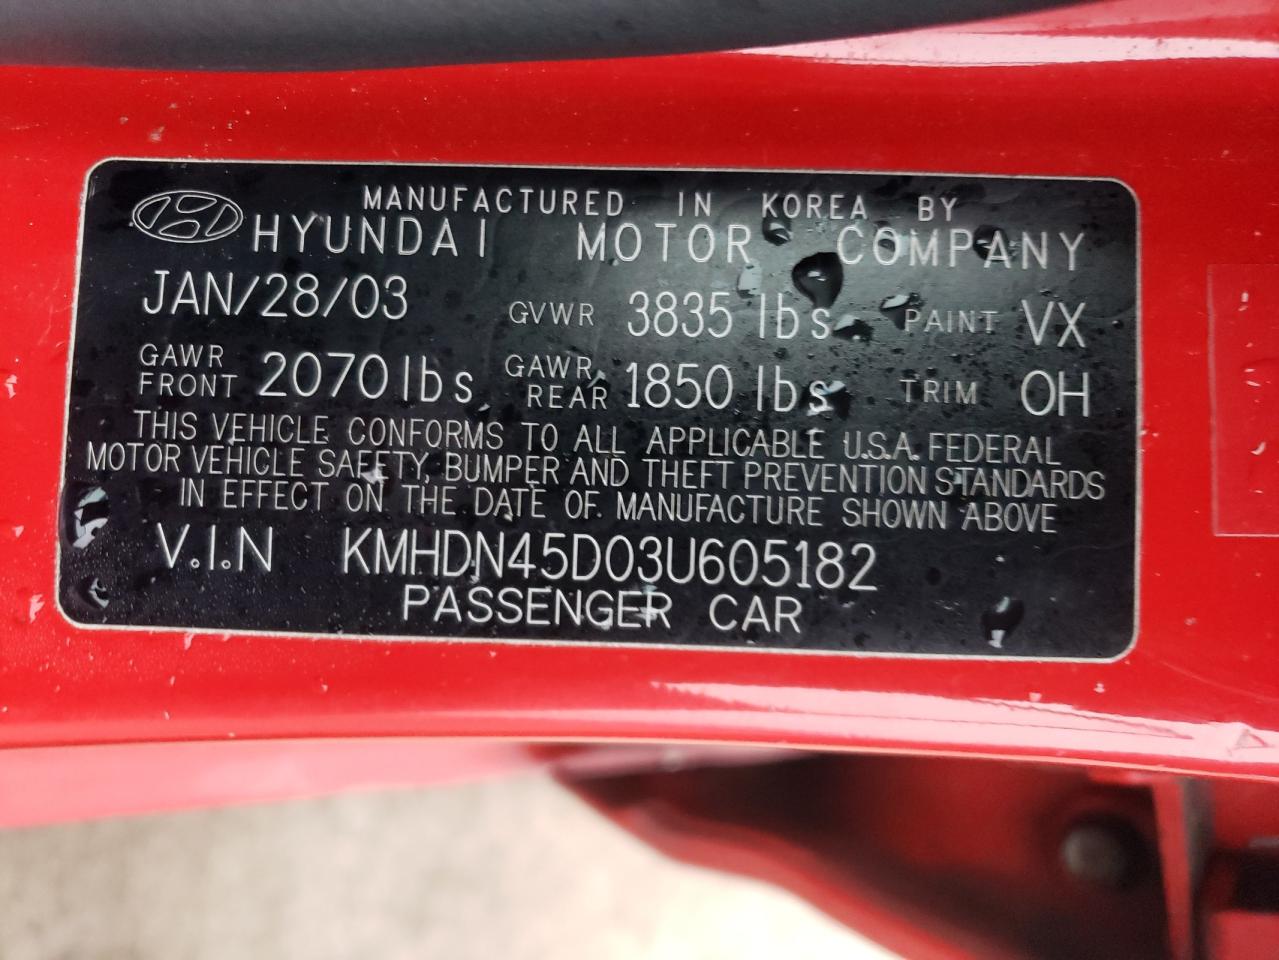 MANUFACTURED IN KOREA BY
HYUNDAI MOTOR COMPANY
JAN/28/03 GVWR 3835 lbs PAINT VX
GAWR FRONT 2070 lbs GAWR REAR 1850 lbs TRIM OH
THIS VEHICLE CONFORMS TO ALL APPLICABLE U.S.A. FEDERAL
MOTOR VEHICLE SAFETY, BUMPER AND THEFT PREVENTION STANDARDS
IN EFFECT ON THE DATE OF MANUFACTURE SHOWN ABOVE
V.I.N KMHDN45D03U605182
PASSENGER CAR